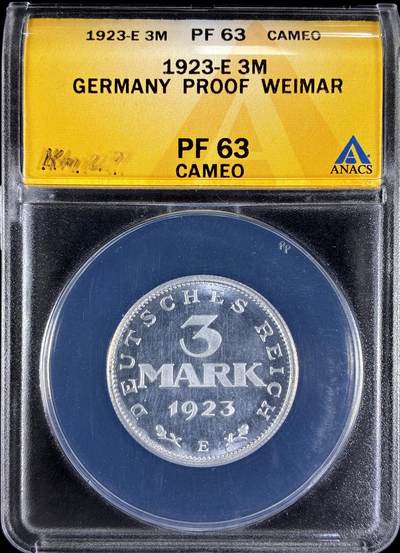 1923-E 3M PF 63 CAMEO
1923-E 3M
GERMANY PROOF WEIMAR
PF 63
CAMEO
ANACS
DEUTSCHES REICH
3
MARK
1923
E